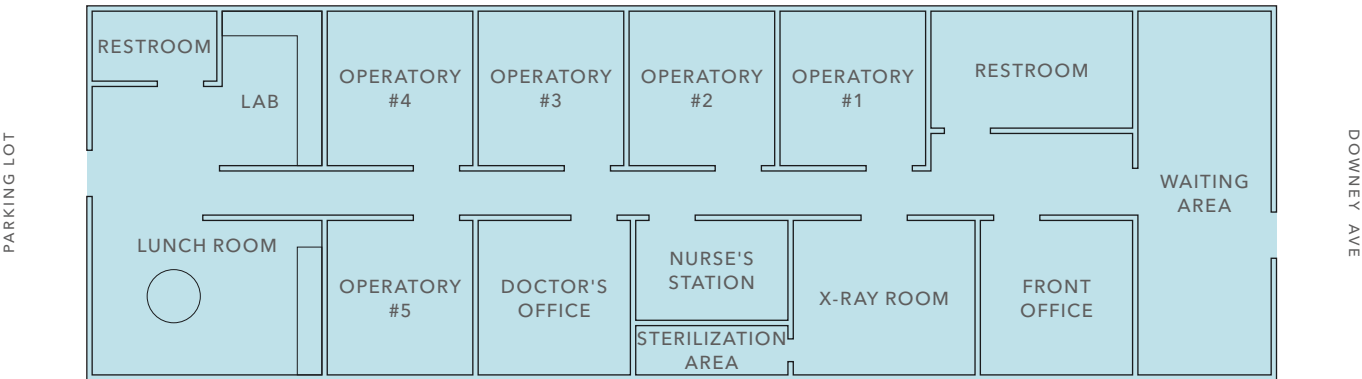 PARKING LOT
RESTROOM
LAB
OPERATORY
#4
OPERATORY
#3
OPERATORY
#2
OPERATORY
#1
RESTROOM
WAITING
AREA
DOWNEY AVE
LUNCH ROOM
OPERATORY
#5
DOCTOR'S
OFFICE
NURSE'S
STATION
STERILIZATION
AREA
X-RAY ROOM
FRONT
OFFICE